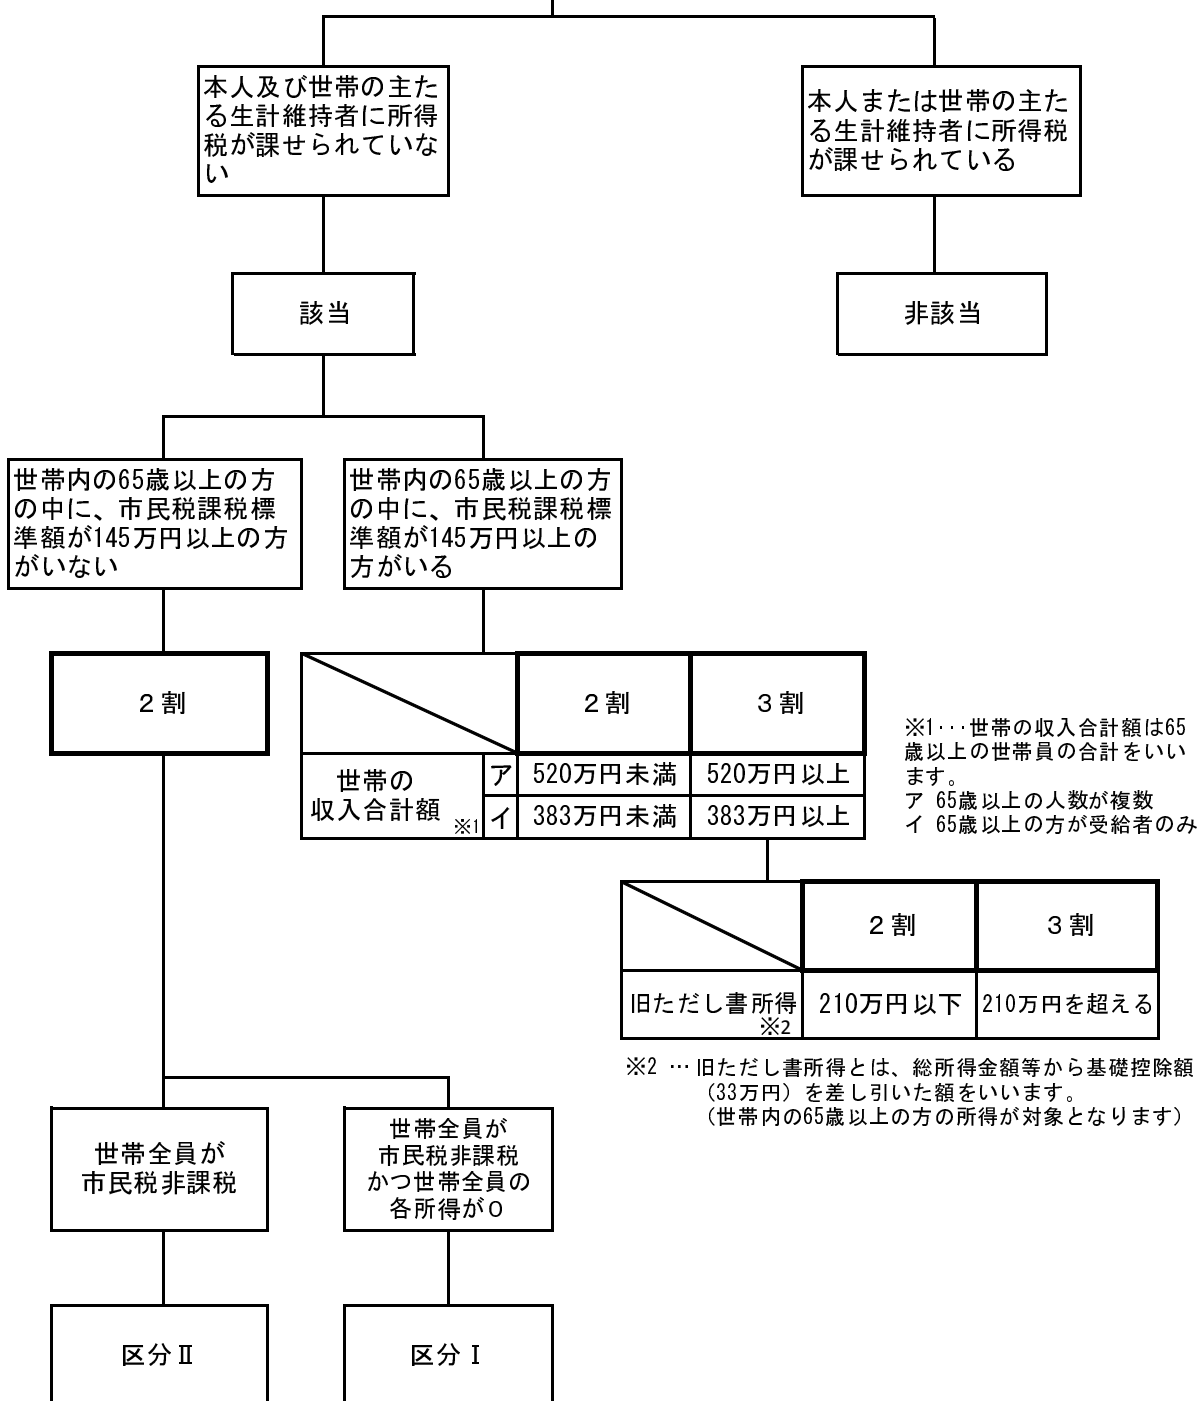 本人及び世帯の主た
る生計維持者に所得
税が課せられていな
い
本人または世帯の主た
る生計維持者に所得税
が課せられている
該当
非該当
世帯内の65歳以上の方
の中に、市民税課税標
準額が145万円以上の方
がいない
世帯内の65歳以上の方
の中に、市民税課税標
準額が145万円以上の
方がいる
２割
２割
３割
世帯の
収入合計額
※1
ア
520万円未満
520万円以上
イ
383万円未満
383万円以上
※1･･･世帯の収入合計額は65
歳以上の世帯員の合計をいい
ます。
ア 65歳以上の人数が複数
イ 65歳以上の方が受給者のみ
２割
３割
旧ただし書所得
※2
210万円以下
210万円を超える
※2 …旧ただし書所得とは、総所得金額等から基礎控除額
（33万円）を差し引いた額をいいます。
（世帯内の65歳以上の方の所得が対象となります）
世帯全員が
市民税非課税
世帯全員が
市民税非課税
かつ世帯全員の
各所得が０
区分Ⅱ
区分Ⅰ